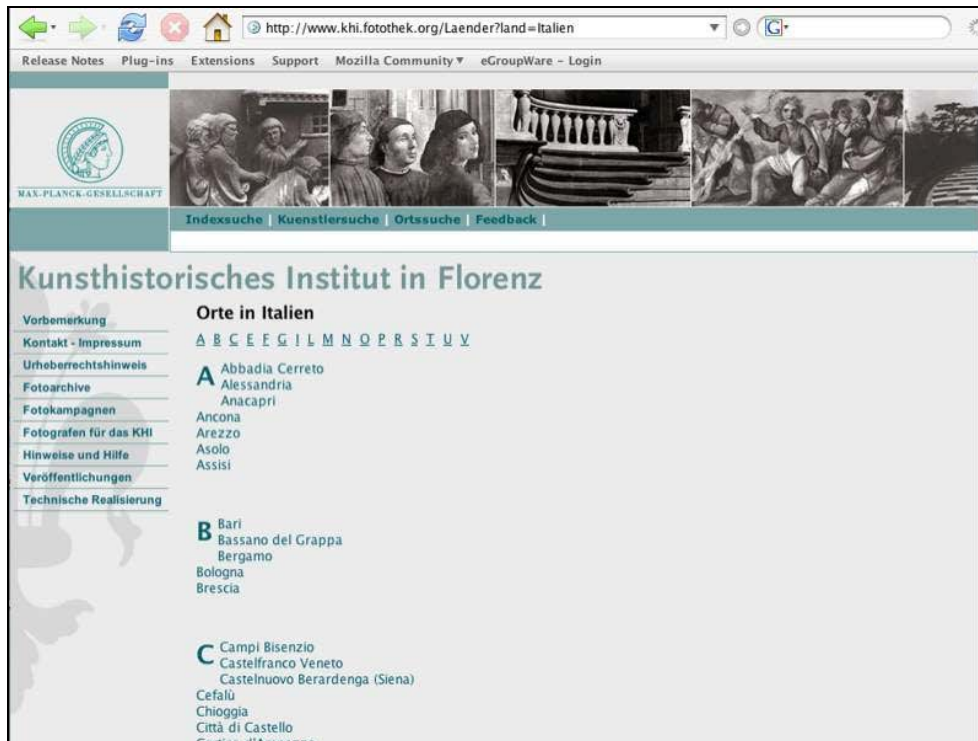 http://www.khi.fotothek.org/Laender?land=Italien
G
Release Notes Plug-ins Extensions Support Mozilla Community eGroupWare - Login
MAX-PLANCK-GESELLSCHAFT
Indexsuche | Kuenstlersuche | Ortssuche | Feedback |
Kunsthistorisches Institut in Florenz
Vorbemerkung
Kontakt - Impressum
Urheberrechtshinweis
Fotoarchive
Fotokampagnen
Fotografen für das KHI
Hinweise und Hilfe
Veröffentlichungen
Technische Realisierung
Orte in Italien
A B C E F G I L M N O P R S T U V
A Abbadia Cerreto
Alessandria
Anacapri
Ancona
Arezzo
Asolo
Assisi
B Bari
Bassano del Grappa
Bergamo
Bologna
Brescia
C Campi Bisenzio
Castelfranco Veneto
Castelnuovo Berardenga (Siena)
Cefalù
Chioggia
Città di Castello